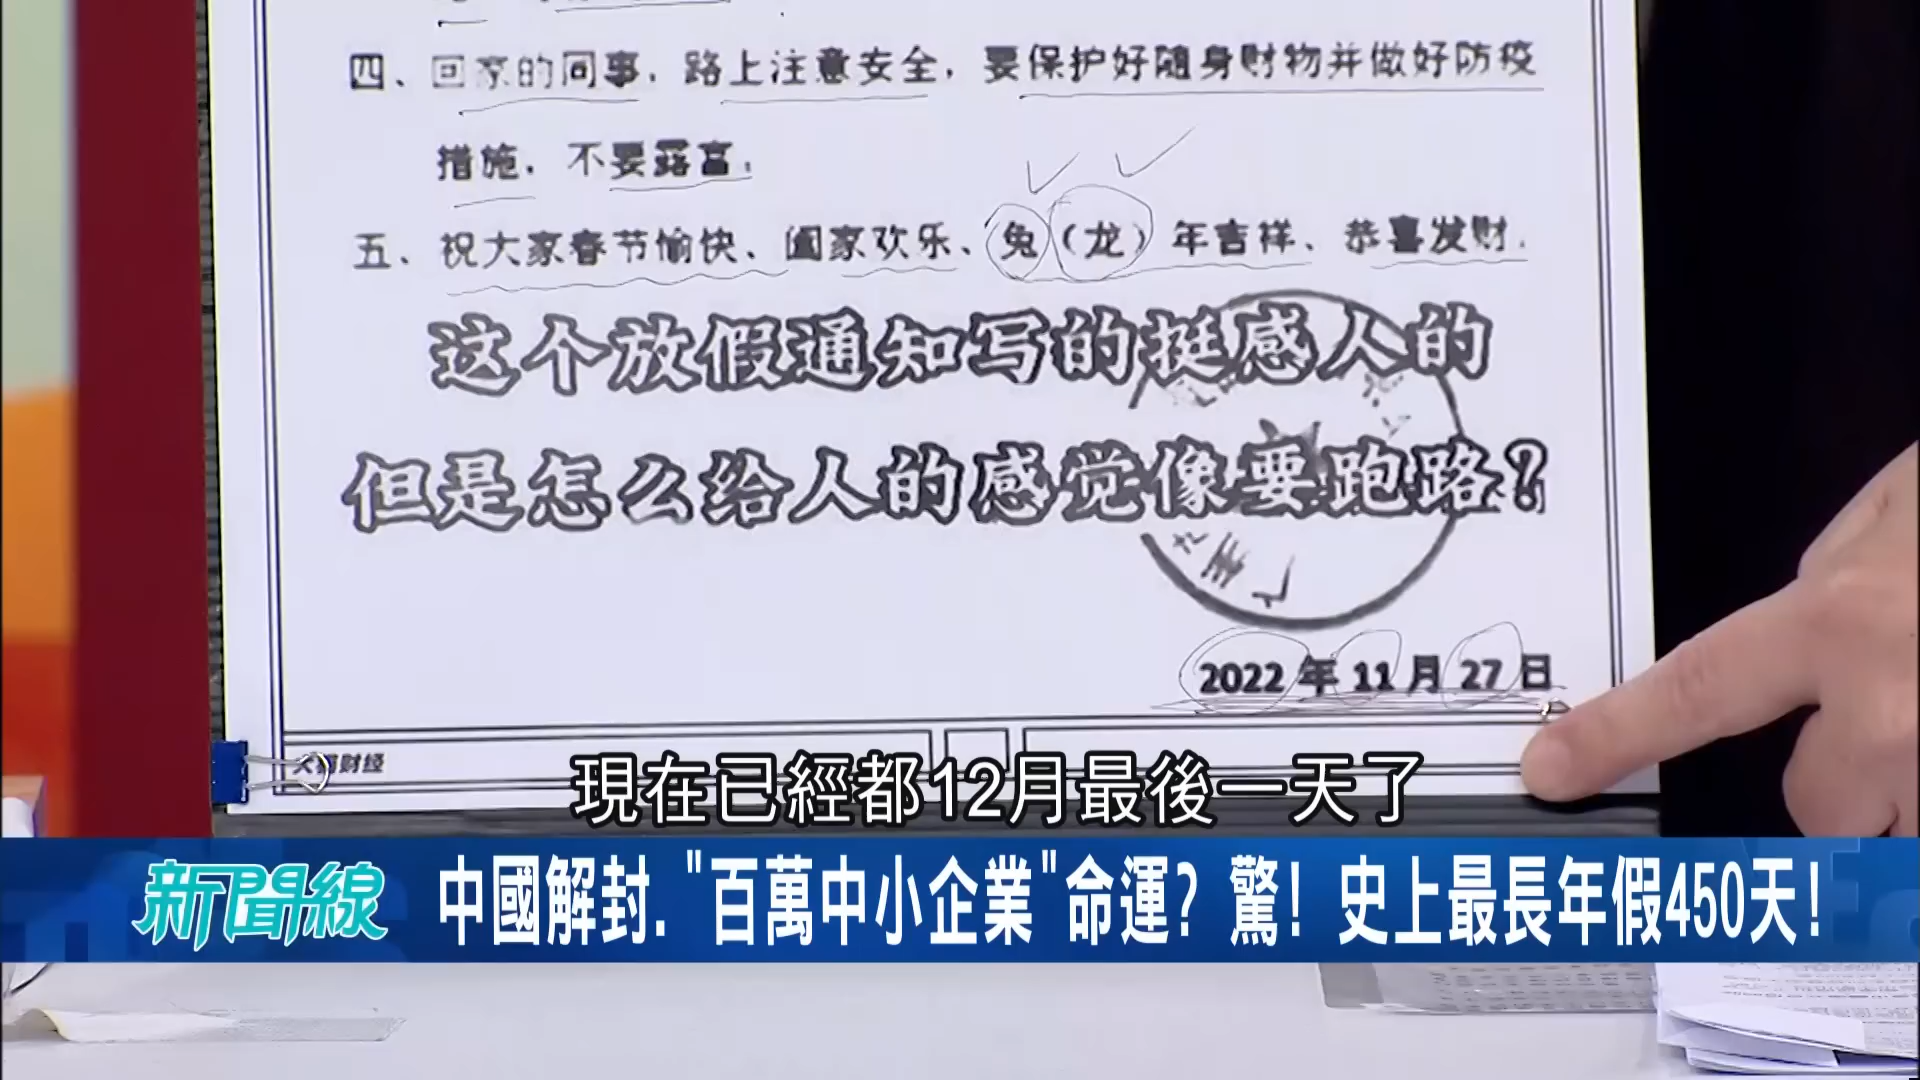 四、回家的同事，路上注意安全，要保护好随身财物并做好防疫
措施，不要露富；
五、祝大家春节愉快、阖家欢乐、兔（龙）年吉祥、恭喜发财。
这个放假通知写的挺感人的
但是怎么给人的感觉像要跑路？
2022年11月27日
财经
現在已經都12月最後一天了
新聞線
中國解封."百萬中小企業"命運? 驚! 史上最長年假450天!